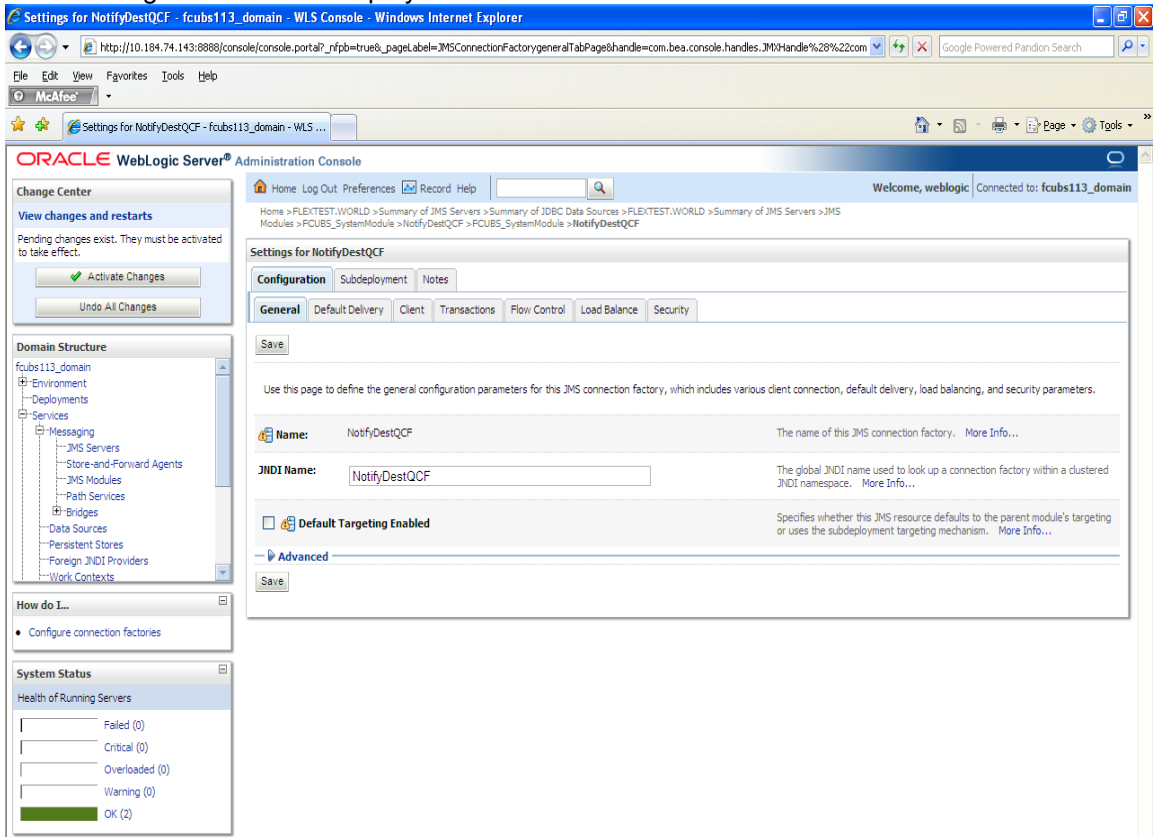 Settings for NotifyDestQCF - fcubs113_domain - WLS Console - Windows Internet Explorer
http://10.184.74.143:8888/console/console.portal?_nfpb=true&_pageLabel=JMSConnectionFactorygeneralTabPage&handle=com.bea.console.handles.JMXHandle%28%22com
Google Powered Pandion Search
File Edit View Favorites Tools Help
McAfee
Settings for NotifyDestQCF - fcubs113_domain - WLS ...
Page Tools
ORACLE WebLogic Server® Administration Console
Change Center
View changes and restarts
Pending changes exist. They must be activated
to take effect.
Activate Changes
Undo All Changes
Domain Structure
fcubs113_domain
Environment
Deployments
Services
Messaging
JMS Servers
Store-and-Forward Agents
JMS Modules
Path Services
Bridges
Data Sources
Persistent Stores
Foreign JNDI Providers
Work Contexts
How do I...
Configure connection factories
System Status
Health of Running Servers
Failed (0)
Critical (0)
Overloaded (0)
Warning (0)
OK (2)
Home Log Out Preferences Record Help
Welcome, weblogic Connected to: fcubs113_domain
Home >FLEXTEST.WORLD >Summary of JMS Servers >Summary of JDBC Data Sources >FLEXTEST.WORLD >Summary of JMS Servers >JMS
Modules >FCUBS_SystemModule >NotifyDestQCF >FCUBS_SystemModule >NotifyDestQCF
Settings for NotifyDestQCF
Configuration Subdeployment Notes
General Default Delivery Client Transactions Flow Control Load Balance Security
Save
Use this page to define the general configuration parameters for this JMS connection factory, which includes various client connection, default delivery, load balancing, and security parameters.
Name: NotifyDestQCF
The name of this JMS connection factory. More Info...
JNDI Name: NotifyDestQCF
The global JNDI name used to look up a connection factory within a clustered
JNDI namespace. More Info...
Default Targeting Enabled
Specifies whether this JMS resource defaults to the parent module's targeting
or uses the subdeployment targeting mechanism. More Info...
Advanced
Save